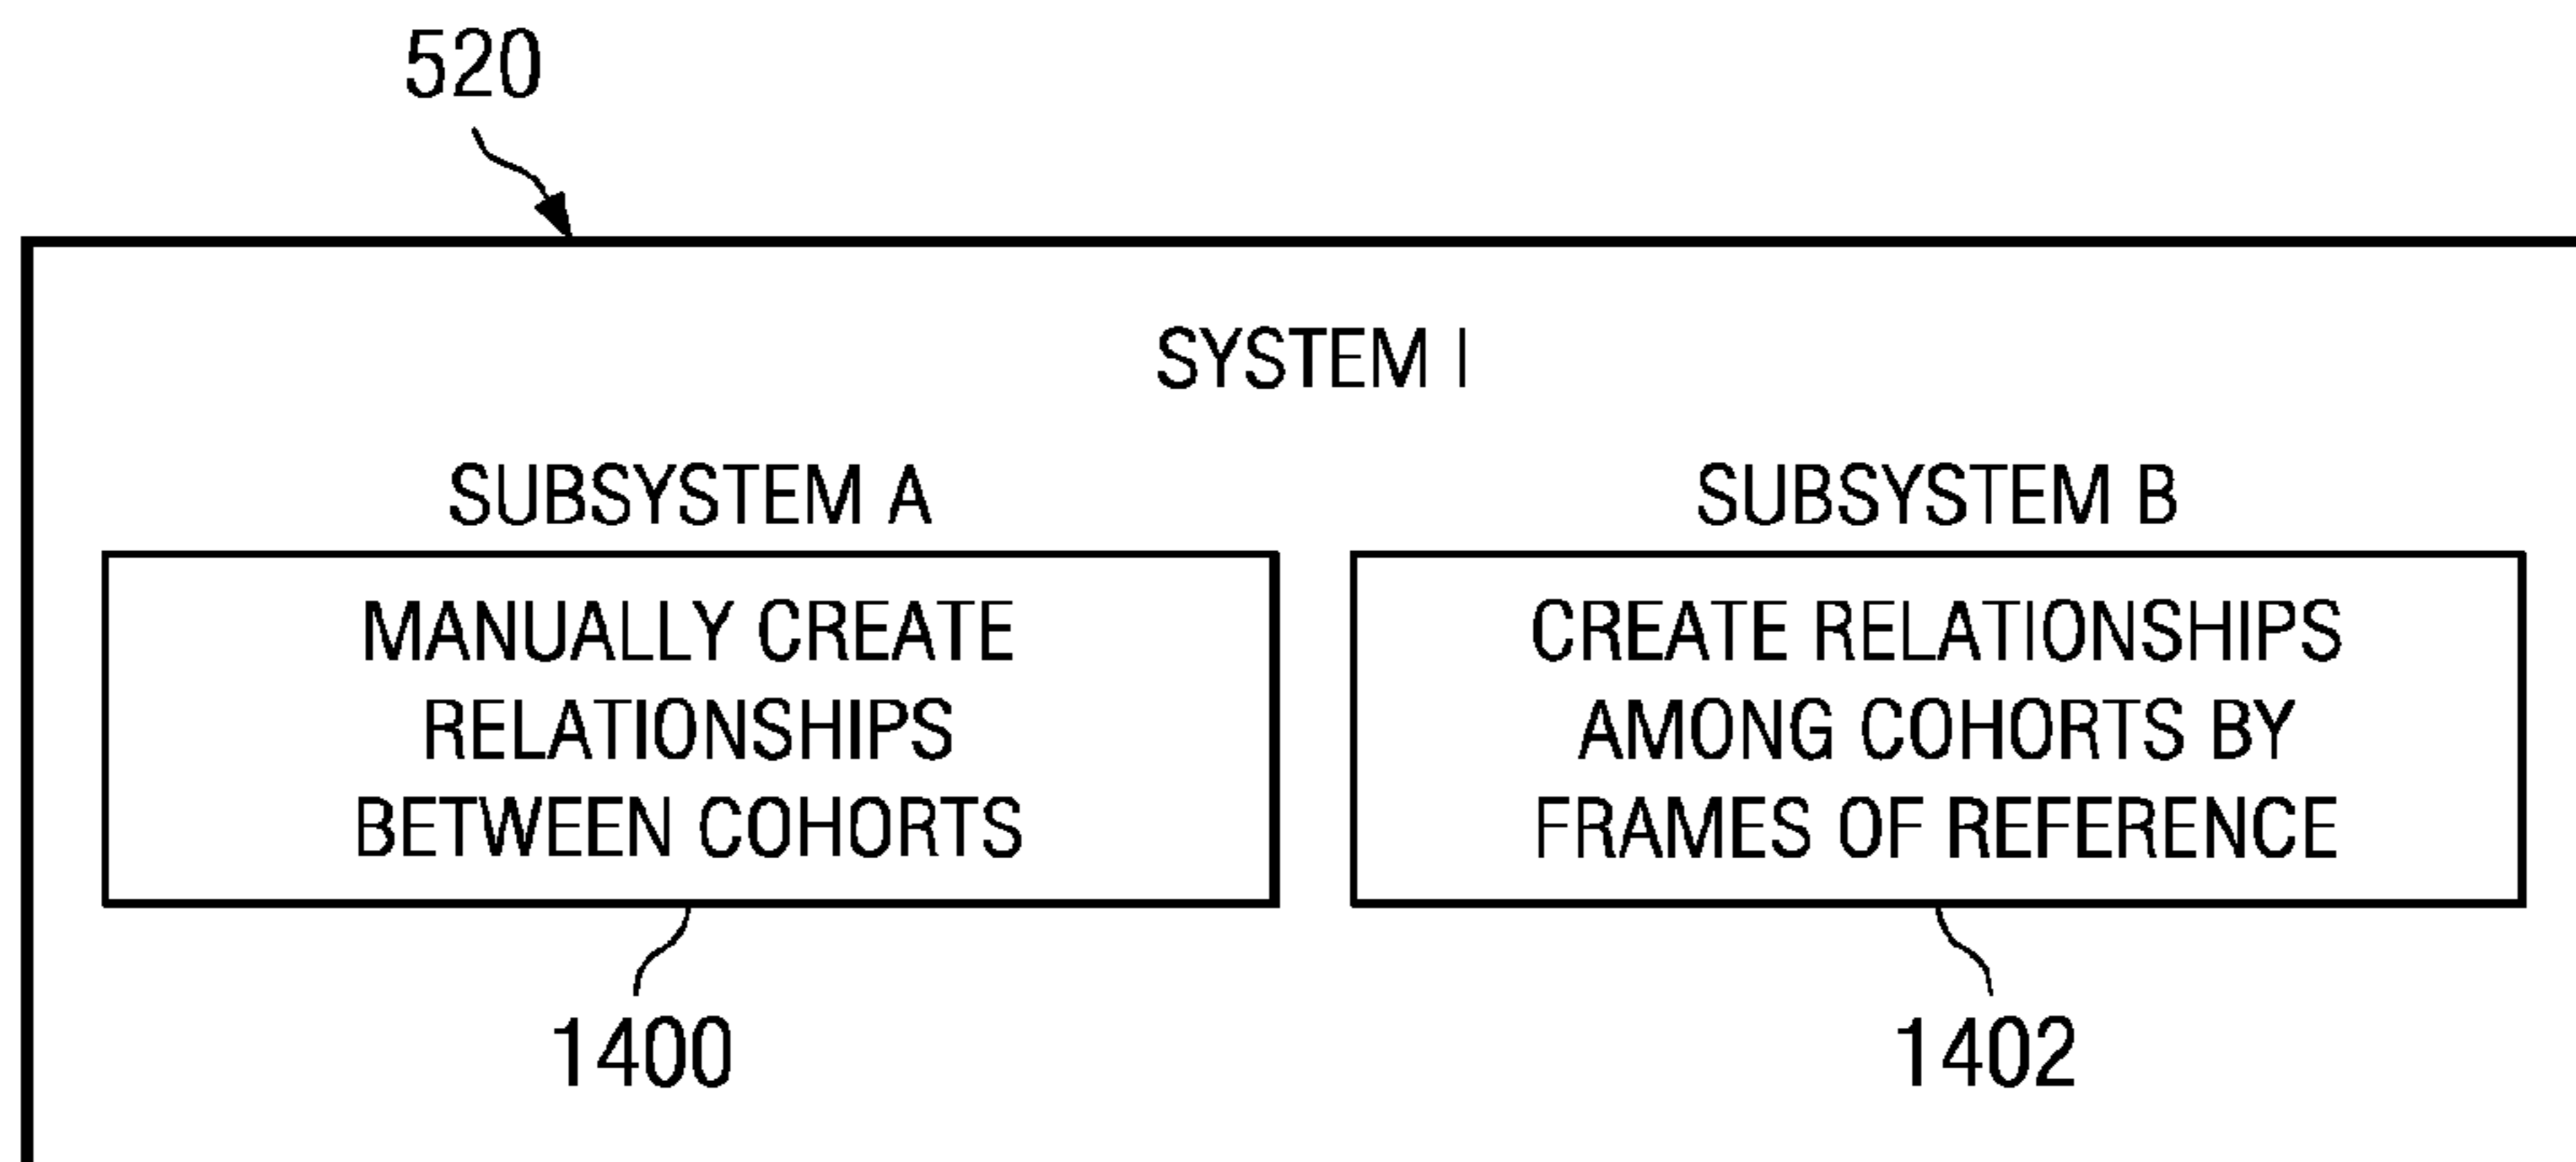 520
SYSTEM I
SUBSYSTEM A
MANUALLY CREATE
RELATIONSHIPS
BETWEEN COHORTS
1400
SUBSYSTEM B
CREATE RELATIONSHIPS
AMONG COHORTS BY
FRAMES OF REFERENCE
1402